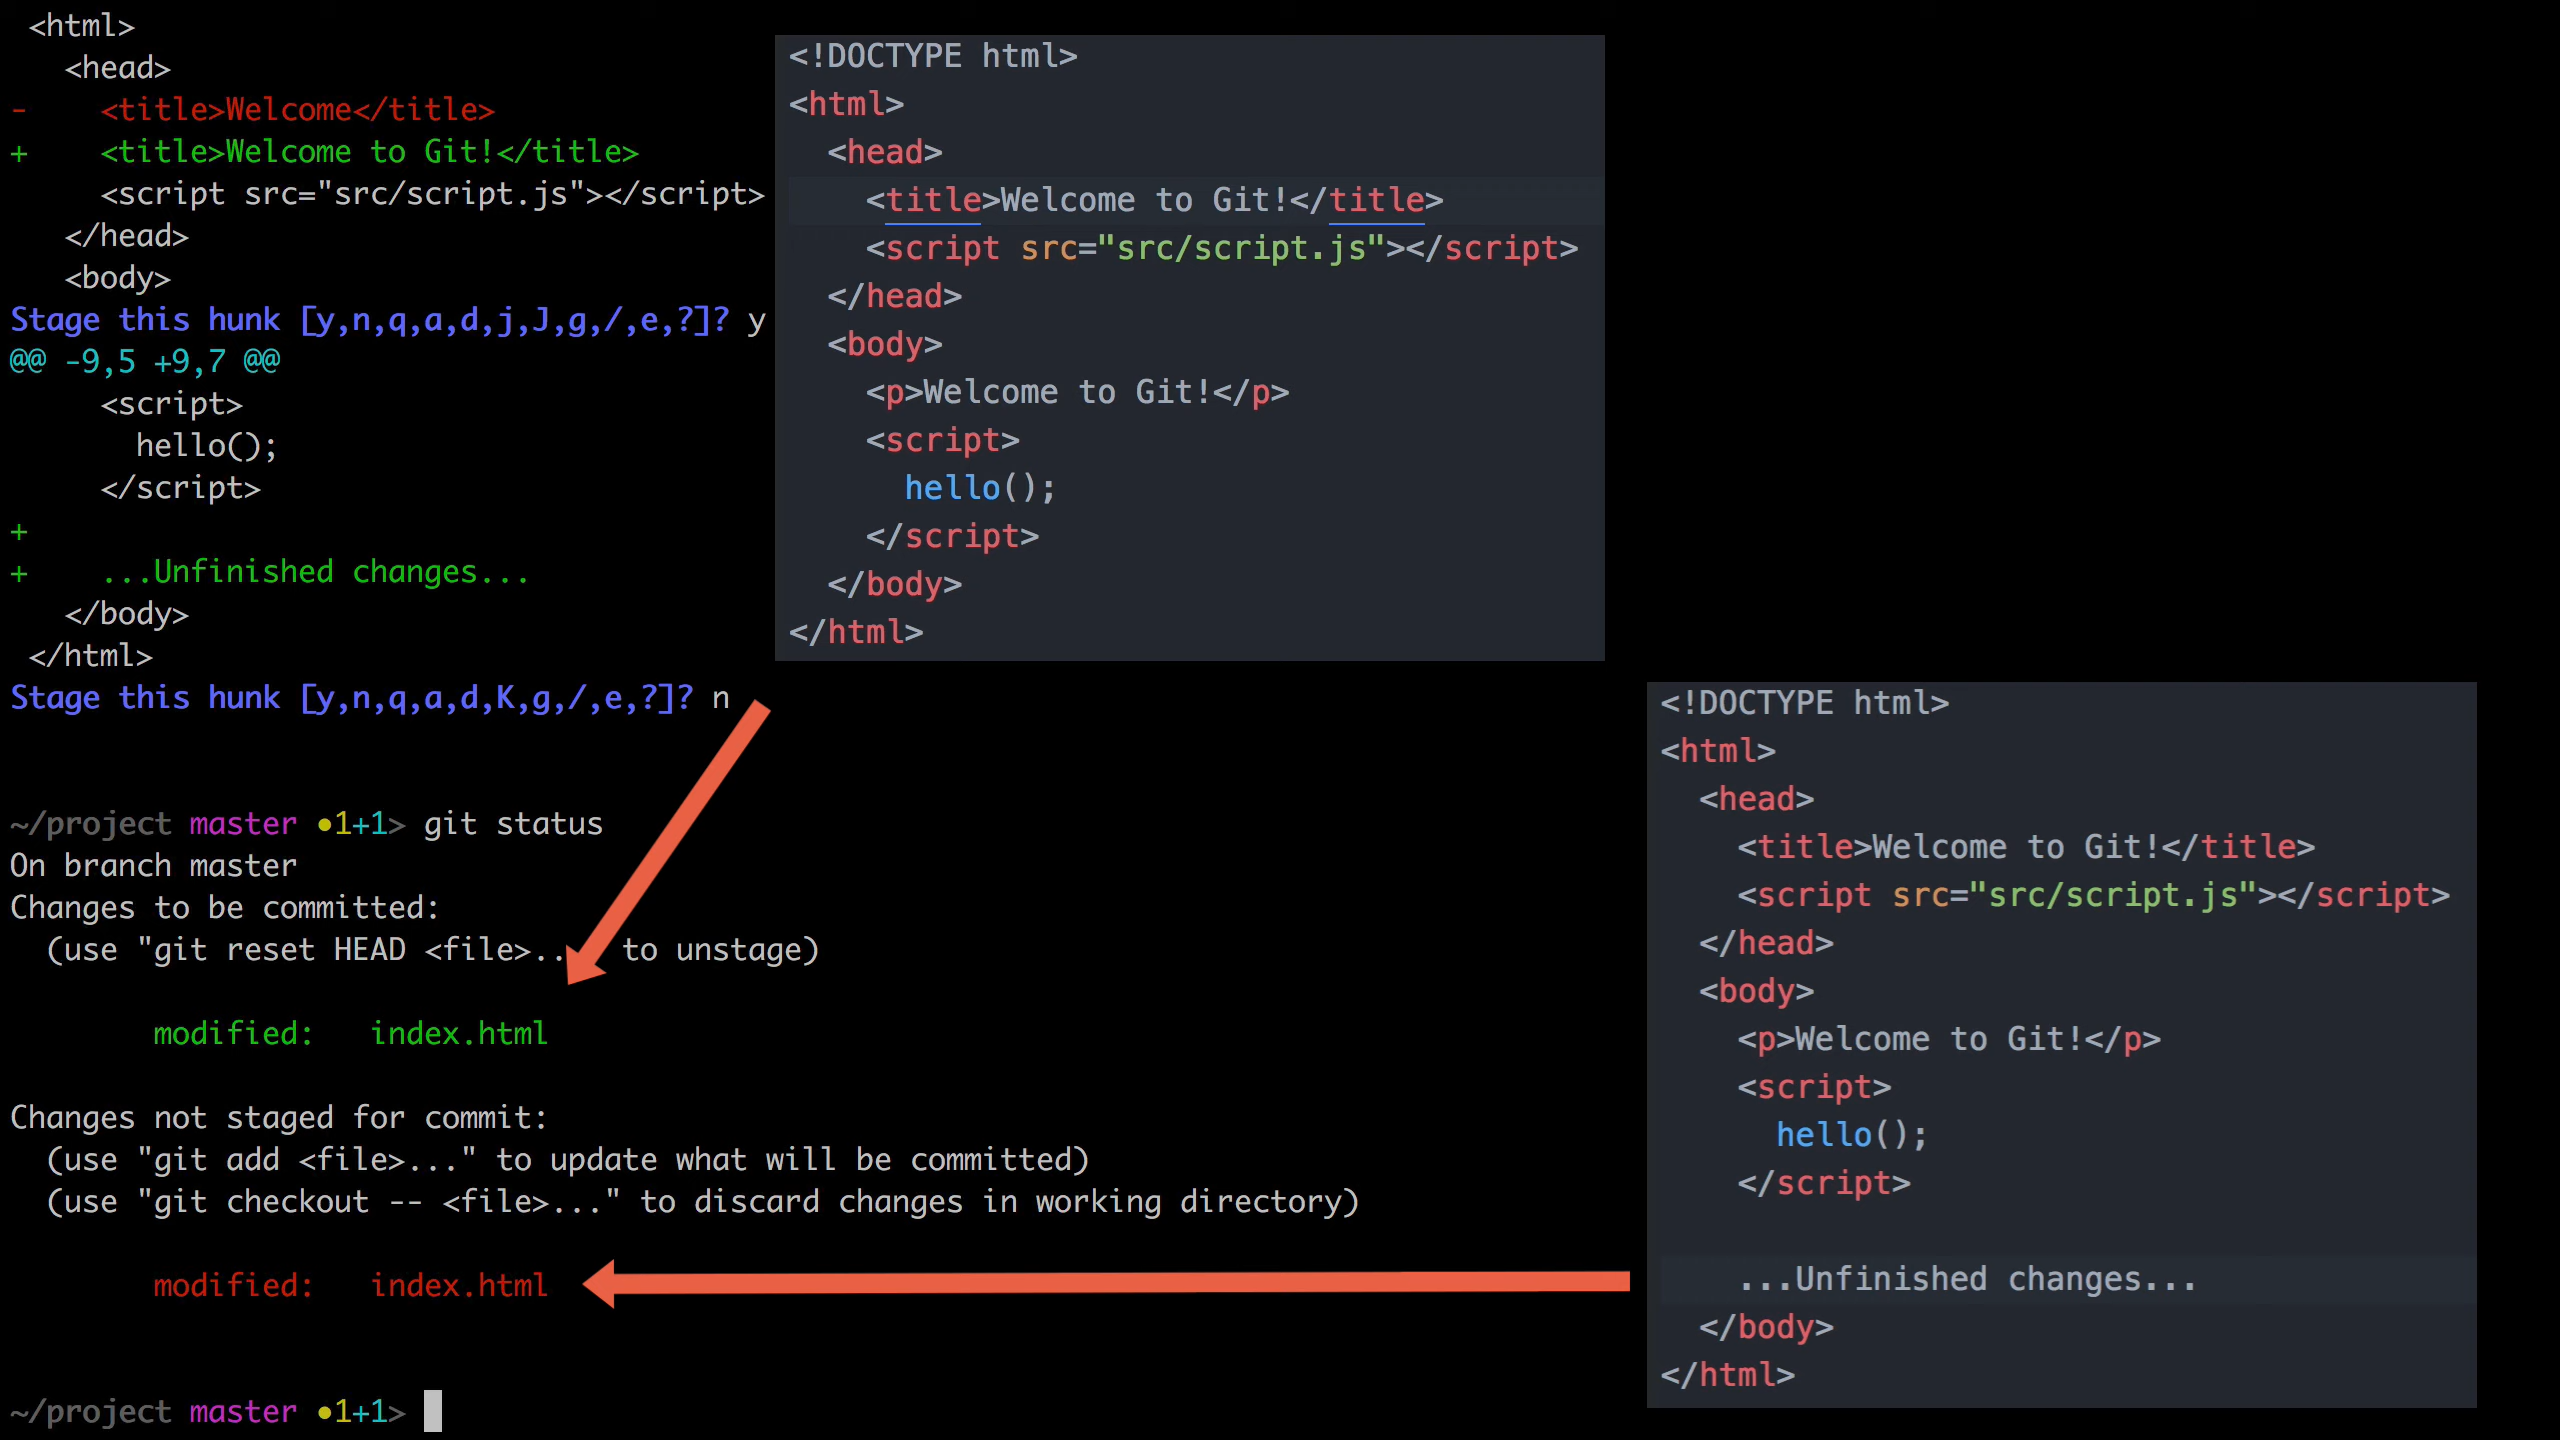 <html>
<head>
- <title>Welcome</title>
+ <title>Welcome to Git!</title>
<script src="src/script.js"></script>
</head>
<body>
Stage this hunk [y,n,q,a,d,j,J,g,/,e,?]? y
@@ -9,5 +9,7 @@
<script>
hello();
</script>
+
+ ...Unfinished changes...
</body>
</html>
Stage this hunk [y,n,q,a,d,K,g,/,e,?]? n
~/project master •1+1> git status
On branch master
Changes to be committed:
(use "git reset HEAD <file>.. to unstage)
modified: index.html
Changes not staged for commit:
(use "git add <file>..." to update what will be committed)
(use "git checkout -- <file>..." to discard changes in working directory)
modified: index.html
~/project master •1+1>
<!DOCTYPE html>
<html>
<head>
<title>Welcome to Git!</title>
<script src="src/script.js"></script>
</head>
<body>
<p>Welcome to Git!</p>
<script>
hello();
</script>
</body>
</html>
<!DOCTYPE html>
<html>
<head>
<title>Welcome to Git!</title>
<script src="src/script.js"></script>
</head>
<body>
<p>Welcome to Git!</p>
<script>
hello();
</script>
...Unfinished changes...
</body>
</html>